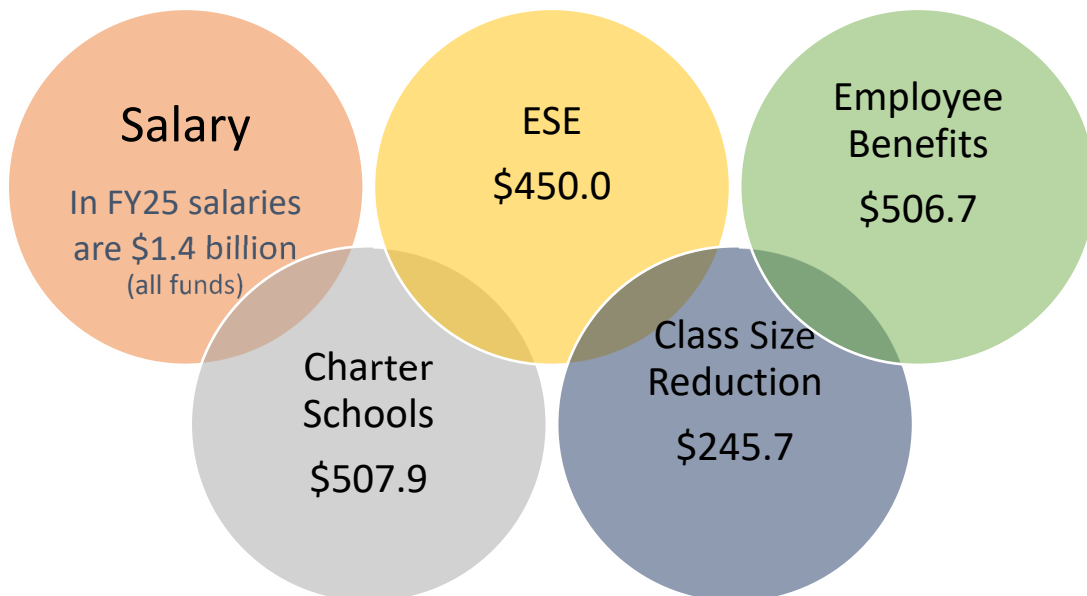 Salary
In FY25 salaries
are $1.4 billion
(all funds)
ESE
$450.0
Employee
Benefits
$506.7
Charter
Schools
$507.9
Class Size
Reduction
$245.7